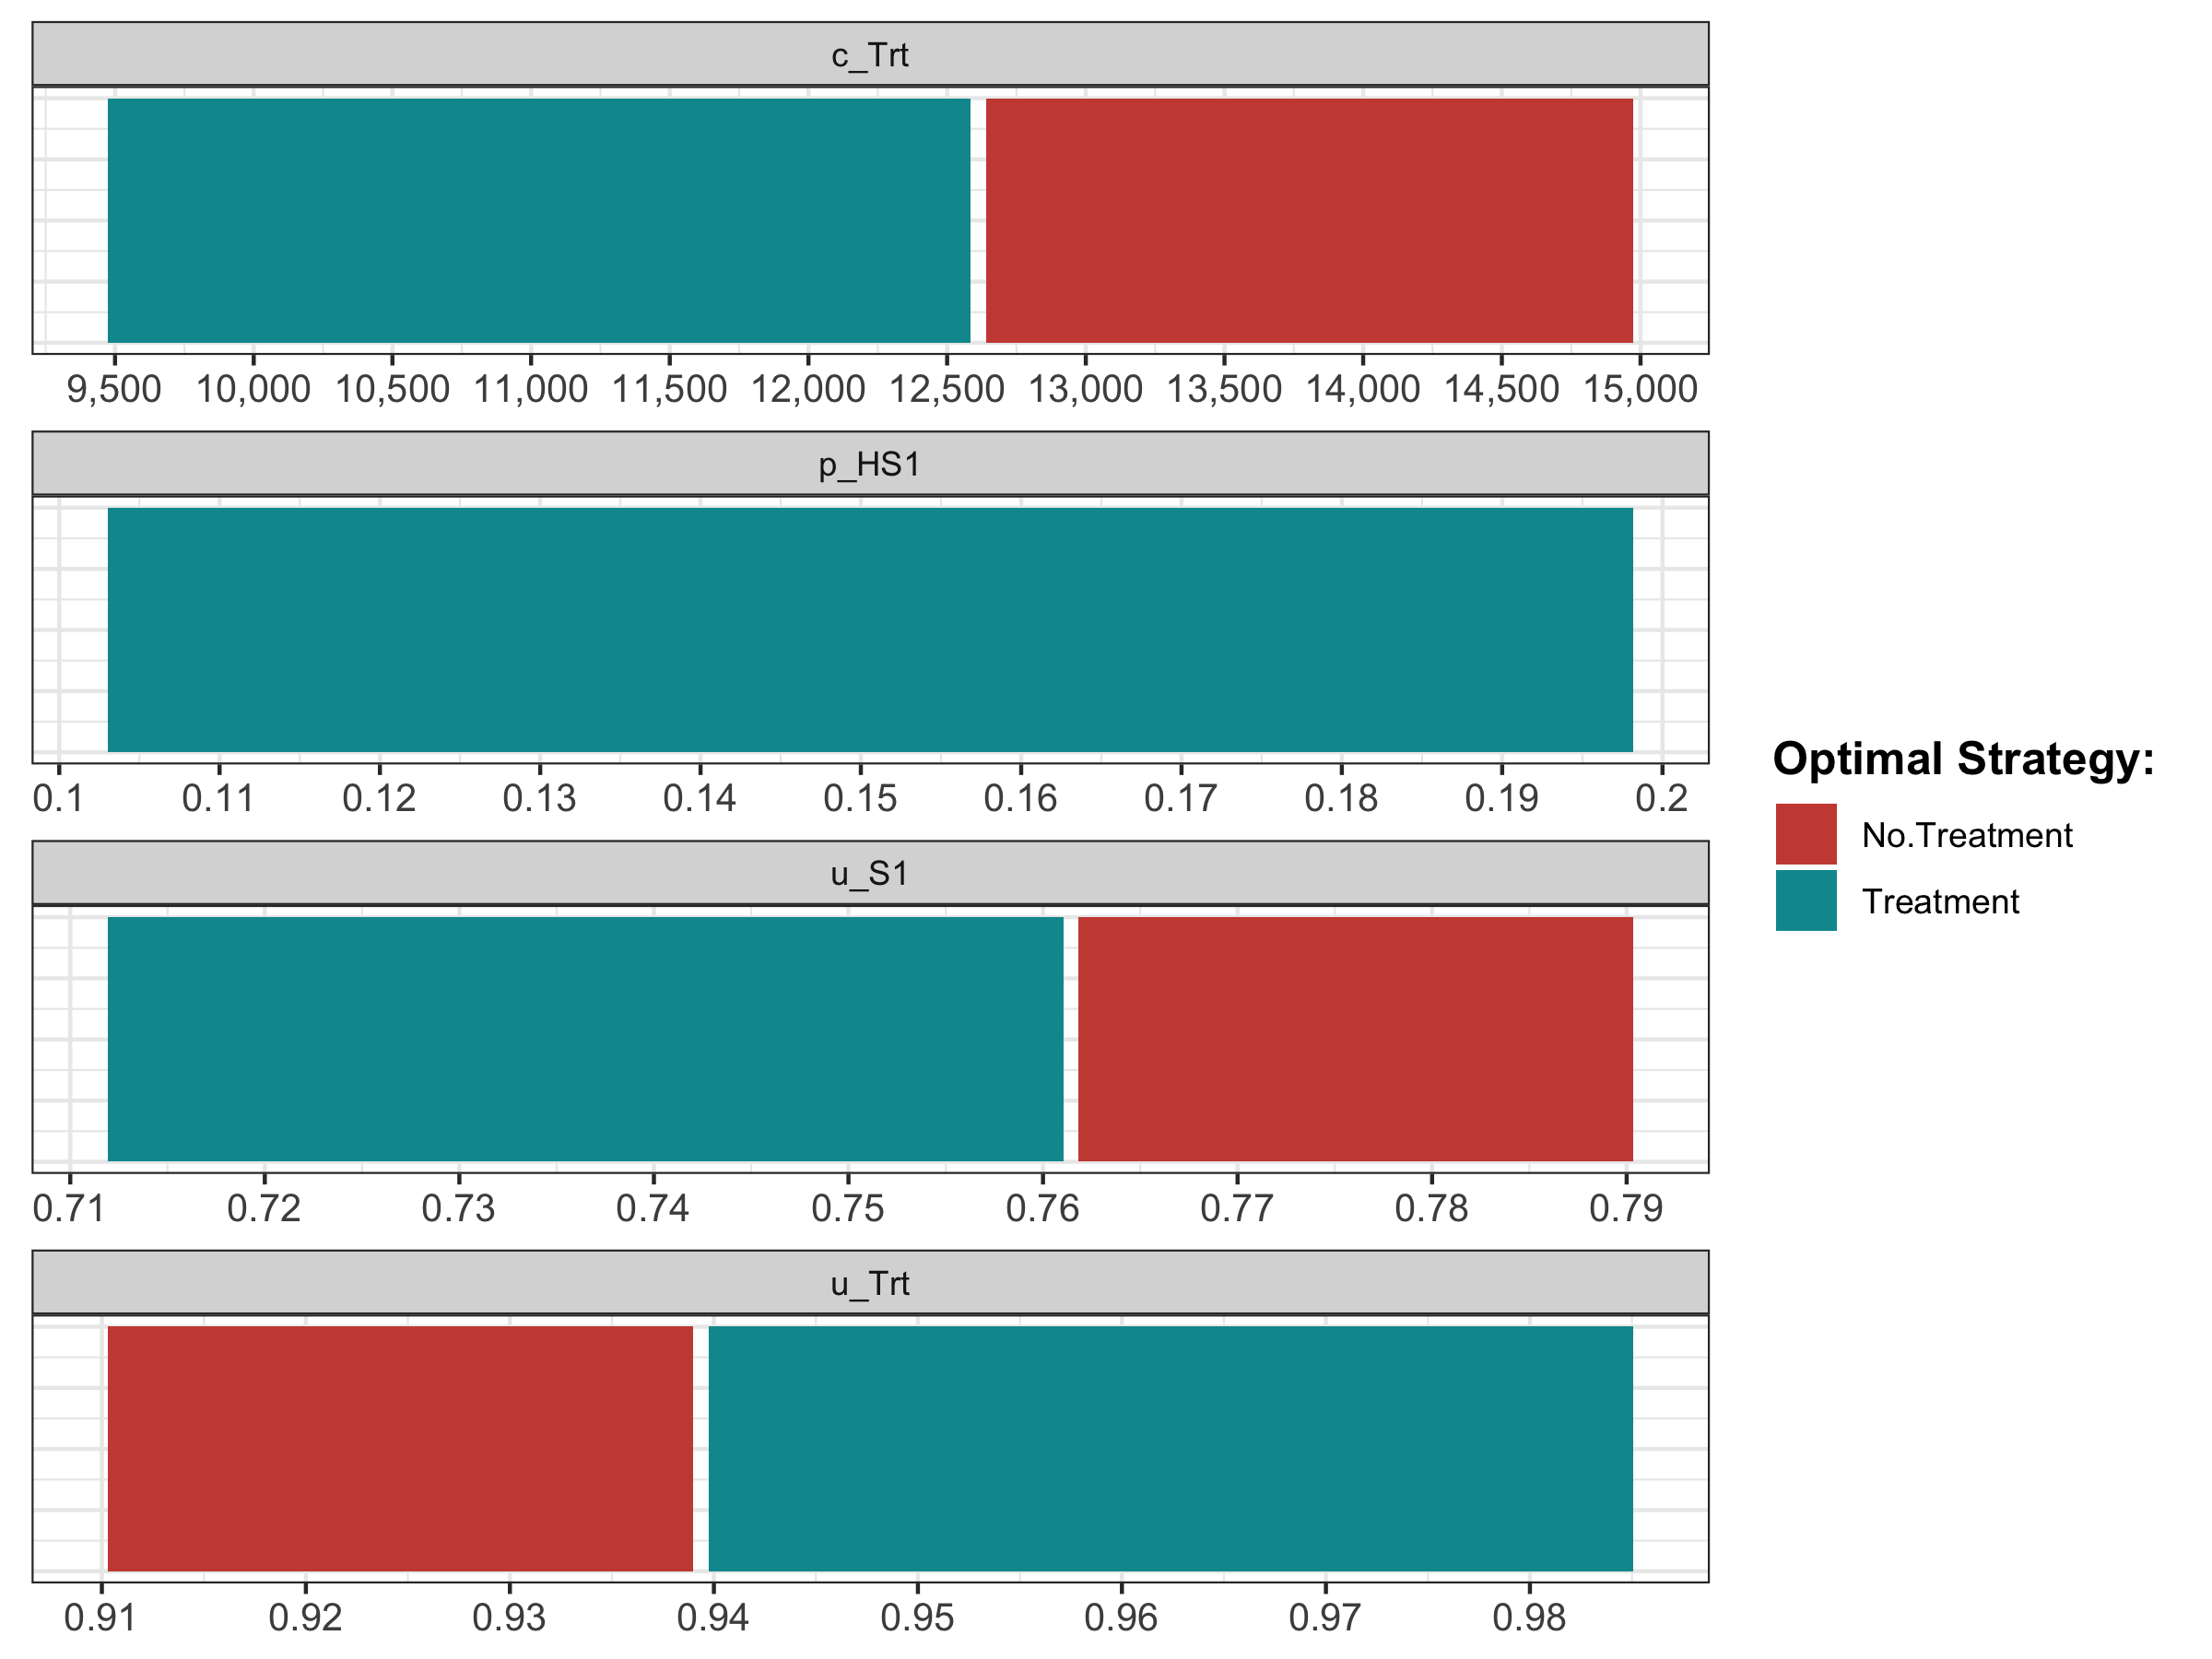 c_Trt
9,500 10,000 10,500 11,000 11,500 12,000 12,500 13,000 13,500 14,000 14,500 15,000
p_HS1
0.1 0.11 0.12 0.13 0.14 0.15 0.16 0.17 0.18 0.19 0.2
u_S1
0.71 0.72 0.73 0.74 0.75 0.76 0.77 0.78 0.79
u_Trt
0.91 0.92 0.93 0.94 0.95 0.96 0.97 0.98
Optimal Strategy:
No.Treatment
Treatment